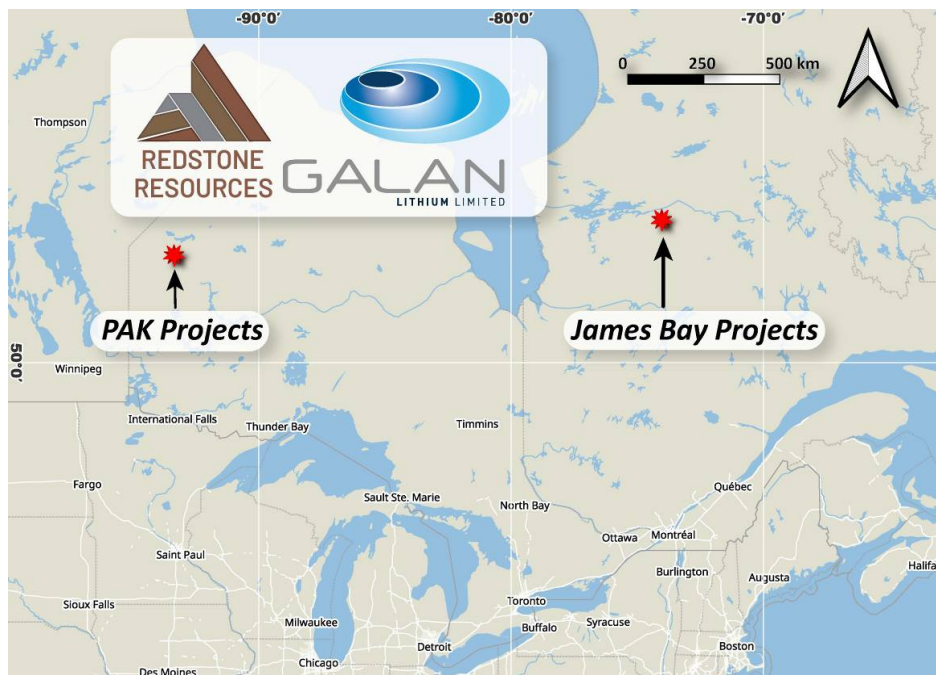 -90°0'
-80°0'
-70°0'
0
250
500 km
Thompson
REDSTONE
RESOURCES
GALAN
LITHIUM LIMITED
PAK Projects
James Bay Projects
50°0'
Winnipeg
International Falls
Thunder Bay
Timmins
Fargo
Sault Ste. Marie
North Bay
Québec
Ottawa
Montréal
Saint Paul
Burlington
Augusta
Halifa
Sioux Falls
Toronto
Milwaukee
Buffalo
Syracuse
Detroit
Boston
Chicago
Des Moines